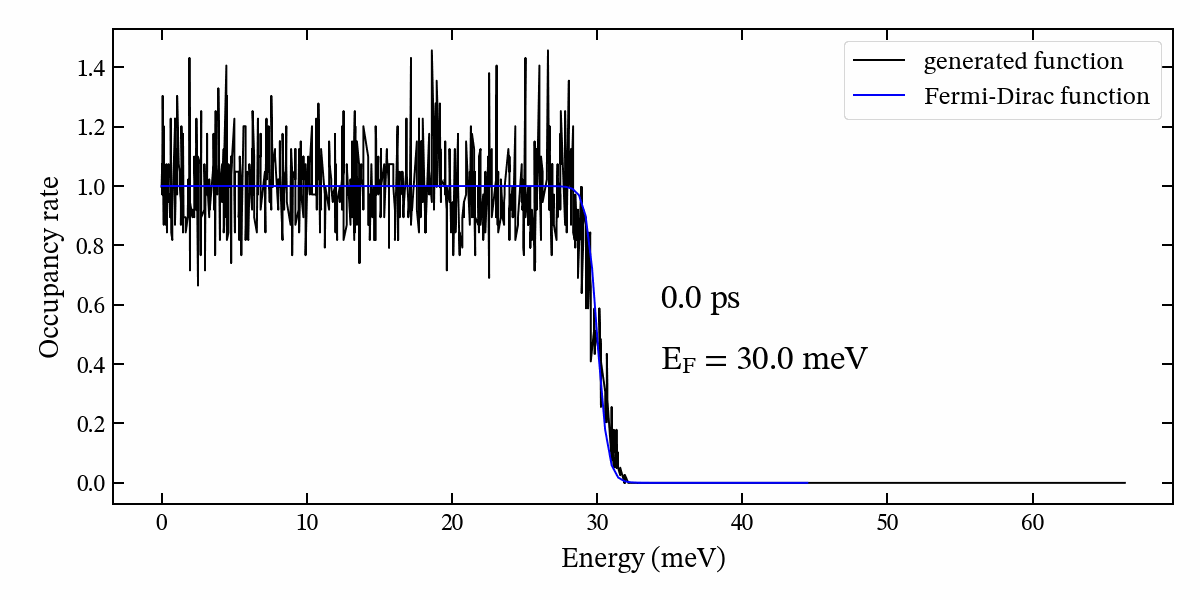 generated function
Fermi-Dirac function
1.4
1.2
1.0
0.8
0.6
0.4
0.2
0.0
Occupancy rate
0.0 ps
E_F = 30.0 meV
0 10 20 30 40 50 60
Energy (meV)